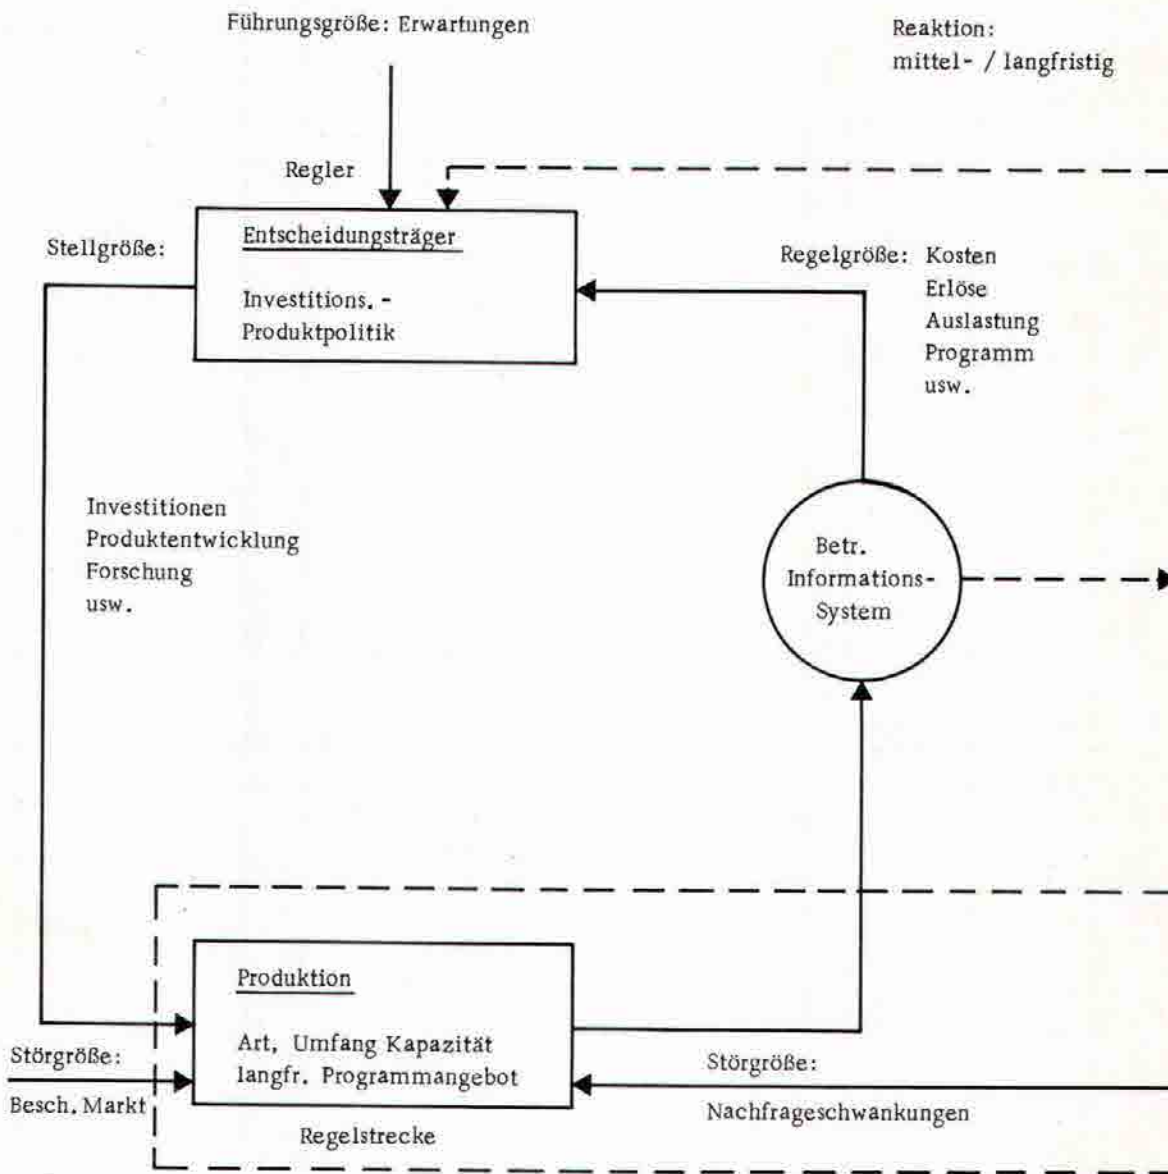 Führungsgröße: Erwartungen
Reaktion:
mittel- / langfristig
Regler
Stellgröße:
Entscheidungsträger
Investitions. -
Produktpolitik
Regelgröße: Kosten
Erlöse
Auslastung
Programm
usw.
Investitionen
Produktentwicklung
Forschung
usw.
Betr.
Informations-
System
Produktion
Art, Umfang Kapazität
langfr. Programmangebot
Störgröße:
Besch. Markt
Störgröße:
Nachfrageschwankungen
Regelstrecke